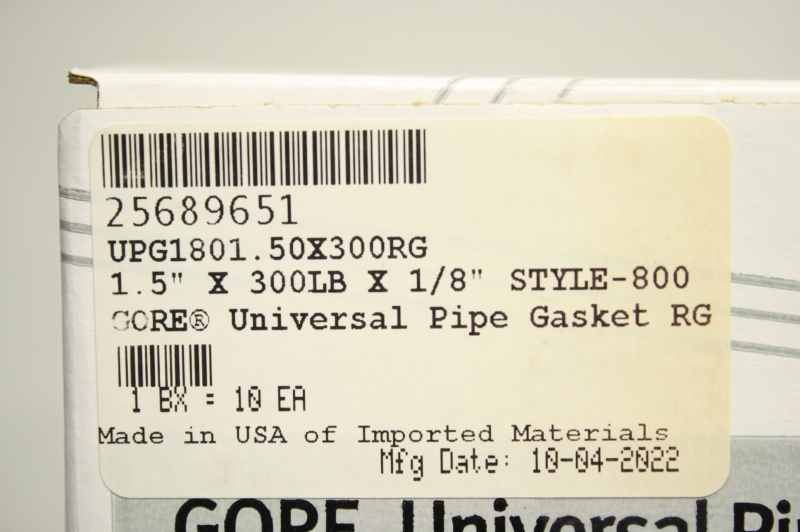 25689651
UPG1801.50X300RG
1.5" X 300LB X 1/8" STYLE-800
GORE® Universal Pipe Gasket RG
1 BX = 10 EA
Made in USA of Imported Materials
Mfg Date: 10-04-2022
GORE Universal Pi